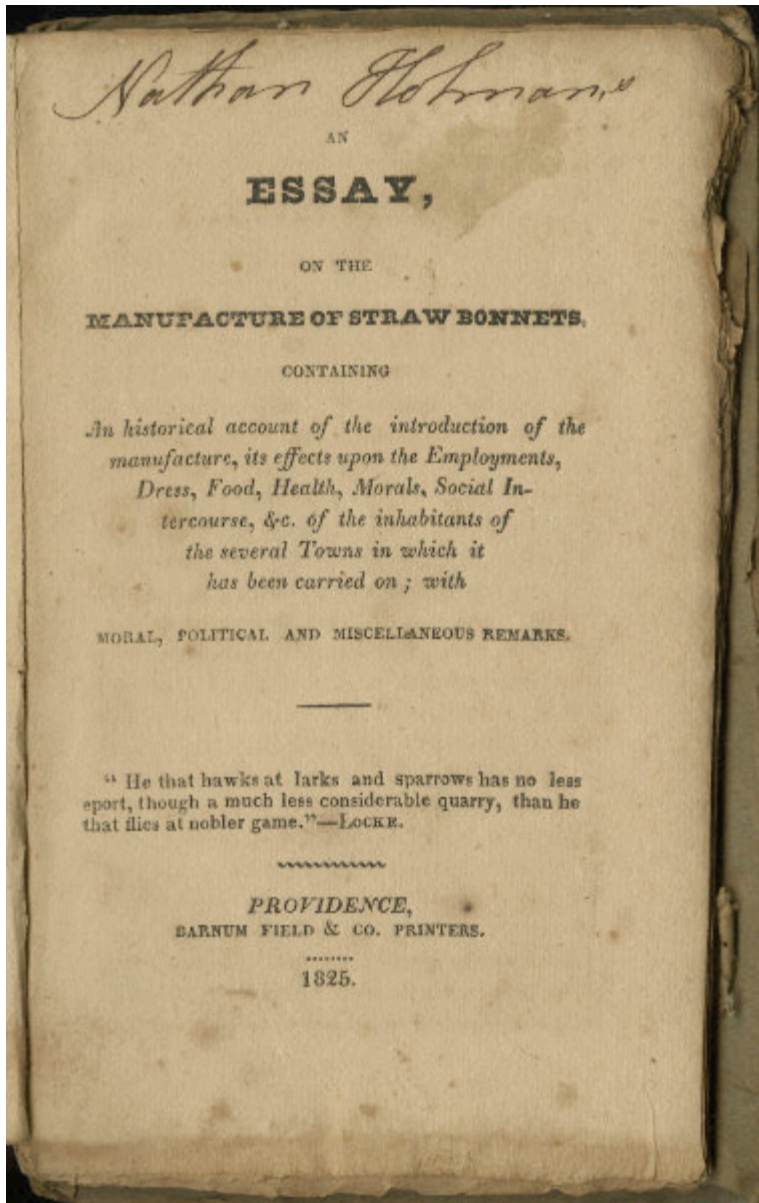 Nathan Holman's
AN
ESSAY,
ON THE
MANUFACTURE OF STRAW BONNETS,
CONTAINING
An historical account of the introduction of the
manufacture, its effects upon the Employments,
Dress, Food, Health, Morals, Social In-
tercourse, &c. of the inhabitants of
the several Towns in which it
has been carried on ; with
MORAL, POLITICAL AND MISCELLANEOUS REMARKS.
“ He that hawks at larks and sparrows has no less
sport, though a much less considerable quarry, than he
that flies at nobler game.”—LOCKE.
PROVIDENCE,
BARNUM FIELD & CO. PRINTERS.
1825.